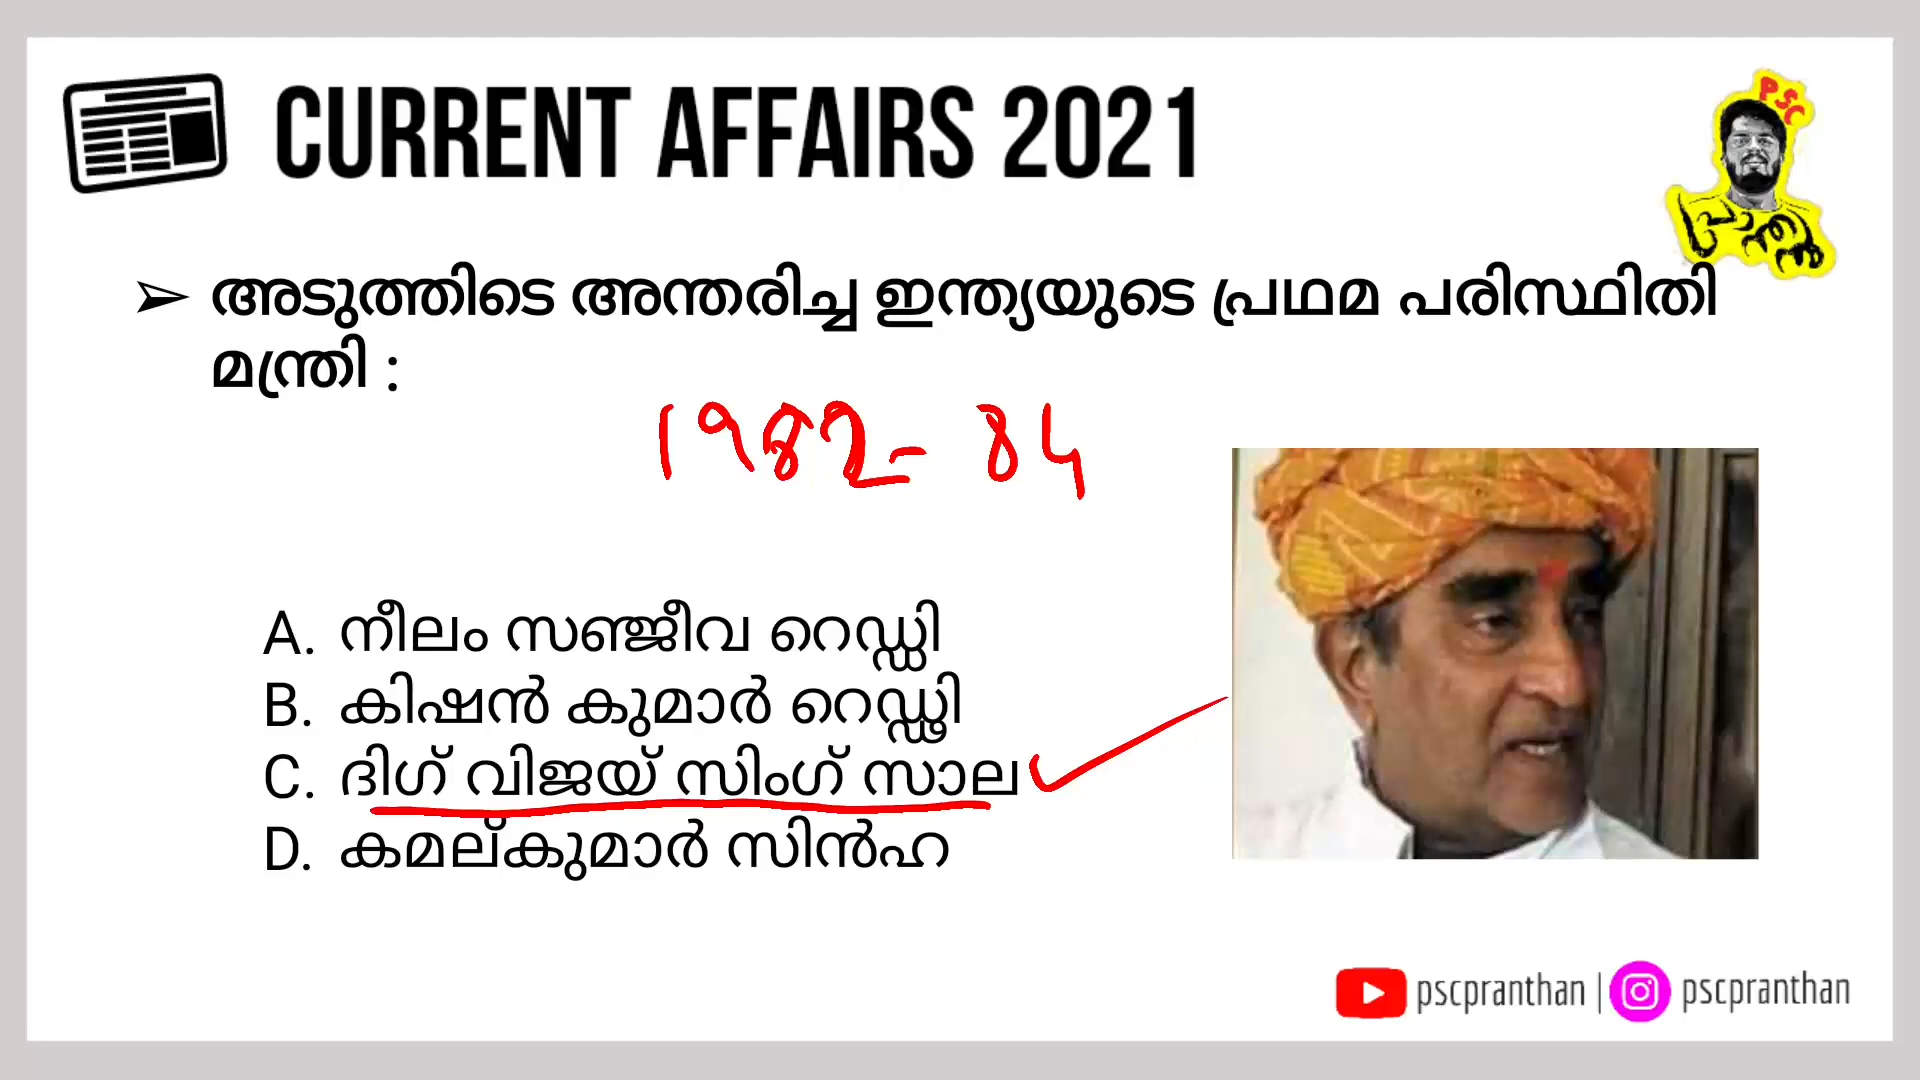 CURRENT AFFAIRS 2021
PSC
പ്രാന്തൻ
➢ അടുത്തിടെ അന്തരിച്ച ഇന്ത്യയുടെ പ്രഥമ പരിസ്ഥിതി
മന്ത്രി :
1982- 84
A. നീലം സഞ്ജീവ റെഡ്ഡി
B. കിഷൻ കുമാർ റെഡ്ഢി
C. ദിഗ് വിജയ് സിംഗ് സാല
D. കമല്കുമാർ സിൻഹ
pscpranthan | pscpranthan